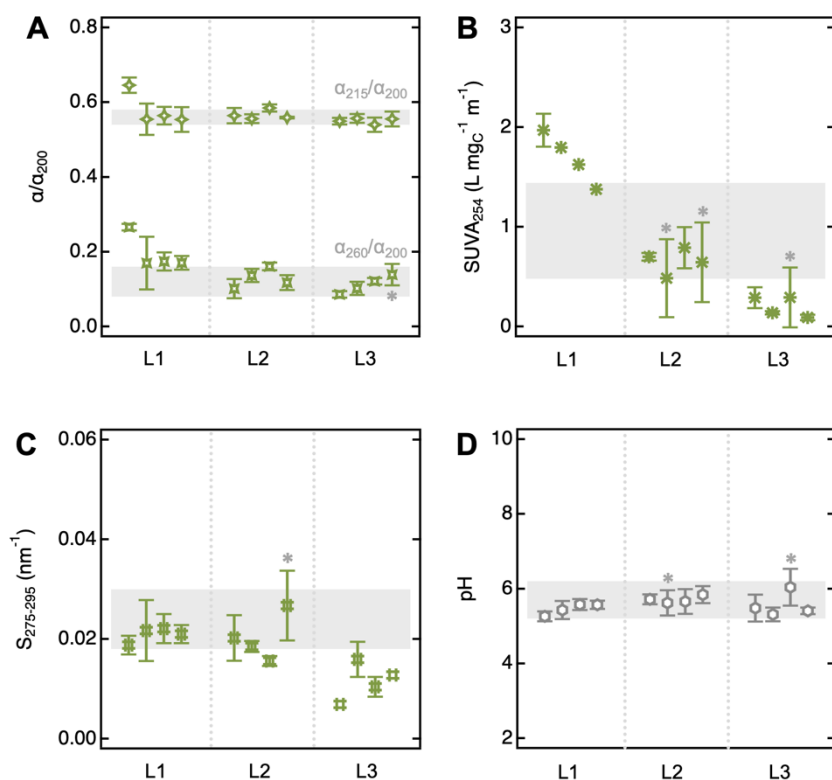 A
0.8
0.6
0.4
0.2
0.0
α/α200
α215/α200
α260/α200
*
L1 L2 L3
B
3
2
1
0
SUVA254 (L mgC-1 m-1)
* * *
L1 L2 L3
C
0.06
0.04
0.02
0.00
S275-295 (nm-1)
*
L1 L2 L3
D
10
8
6
4
2
pH
* *
L1 L2 L3